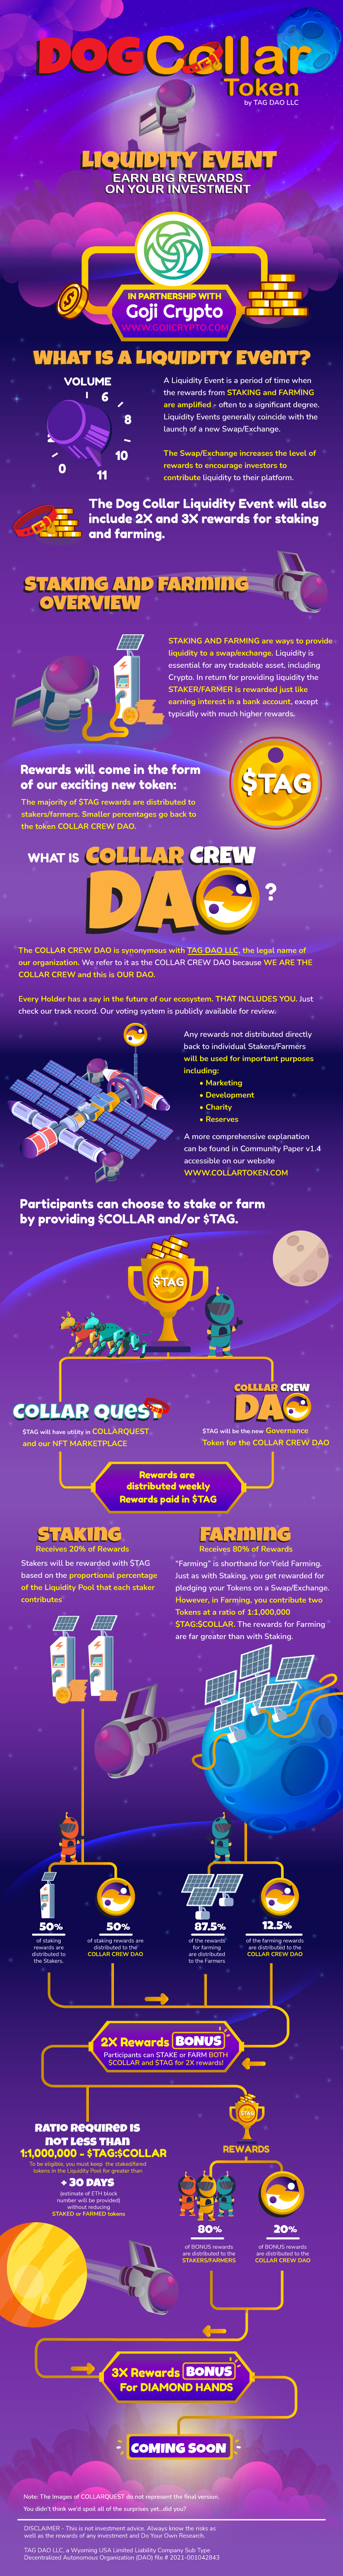 DOGCollar
Token
by TAG DAO LLC
LIQUIDITY EVENT
EARN BIG REWARDS
ON YOUR INVESTMENT
IN PARTNERSHIP WITH
Goji Crypto
WWW.GOJICRYPTO.COM
WHAT IS A LIQUIDITY EVENT?
VOLUME
6
8
10
11
0
2
A Liquidity Event is a period of time when
the rewards from STAKING and FARMING
are amplified - often to a significant degree.
Liquidity Events generally coincide with the
launch of a new Swap/Exchange.
The Swap/Exchange increases the level of
rewards to encourage investors to
contribute liquidity to their platform.
The Dog Collar Liquidity Event will also
include 2X and 3X rewards for staking
and farming.
STAKING AND FARMING
OVERVIEW
STAKING AND FARMING are ways to provide
liquidity to a swap/exchange. Liquidity is
essential for any tradeable asset, including
Crypto. In return for providing liquidity the
STAKER/FARMER is rewarded just like
earning interest in a bank account, except
typically with much higher rewards.
Rewards will come in the form
of our exciting new token:
The majority of $TAG rewards are distributed to
stakers/farmers. Smaller percentages go back to
the token COLLAR CREW DAO.
$TAG
WHAT IS COLLLAR CREW
DAO?
The COLLAR CREW DAO is synonymous with TAG DAO LLC, the legal name of
our organization. We refer to it as the COLLAR CREW DAO because WE ARE THE
COLLAR CREW and this is OUR DAO.
Every Holder has a say in the future of our ecosystem. THAT INCLUDES YOU. Just
check our track record. Our voting system is publicly available for review.
Any rewards not distributed directly
back to individual Stakers/Farmers
will be used for important purposes
including:
• Marketing
• Development
• Charity
• Reserves
A more comprehensive explanation
can be found in Community Paper v1.4
accessible on our website
WWW.COLLARTOKEN.COM
Participants can choose to stake or farm
by providing $COLLAR and/or $TAG.
$TAG
COLLAR QUEST
$TAG will have utility in COLLARQUEST
and our NFT MARKETPLACE
COLLLAR CREW
DAO
$TAG will be the new Governance
Token for the COLLAR CREW DAO
Rewards are
distributed weekly
Rewards paid in $TAG
STAKING
Receives 20% of Rewards
Stakers will be rewarded with $TAG
based on the proportional percentage
of the Liquidity Pool that each staker
contributes
FARMING
Receives 80% of Rewards
“Farming” is shorthand for Yield Farming.
Just as with Staking, you get rewarded for
pledging your Tokens on a Swap/Exchange.
However, in Farming, you contribute two
Tokens at a ratio of 1:1,000,000
$TAG:$COLLAR. The rewards for Farming
are far greater than with Staking.
50%
of staking
rewards are
distributed to
the Stakers.
50%
of staking rewards are
distributed to the
COLLAR CREW DAO
87.5%
of the rewards
for farming
are distributed
to the Farmers
12.5%
of the farming rewards
are distributed to the
COLLAR CREW DAO
2X Rewards BONUS
Participants can STAKE or FARM BOTH
$COLLAR and $TAG for 2X rewards!
RATIO REQUIRED IS
NOT LESS THAN
1:1,000,000 - $TAG:$COLLAR
To be eligible, you must keep the staked/fared
tokens in the Liquidity Pool for greater than
+ 30 DAYS
(estimate of ETH block
number will be provided)
without reducing
STAKED or FARMED tokens
$TAG
REWARDS
80%
of BONUS rewards
are distributed to the
STAKERS/FARMERS
20%
of BONUS rewards
are distributed to the
COLLAR CREW DAO
3X Rewards BONUS
For DIAMOND HANDS
COMING SOON
Note: The Images of COLLARQUEST do not represent the final version.
You didn't think we'd spoil all of the surprises yet...did you?
DISCLAIMER - This is not investment advice. Always know the risks as
well as the rewards of any investment and Do Your Own Research.
TAG DAO LLC, a Wyoming USA Limited Liability Company Sub Type
Decentralized Autonomous Organization (DAO) file # 2021-001042843